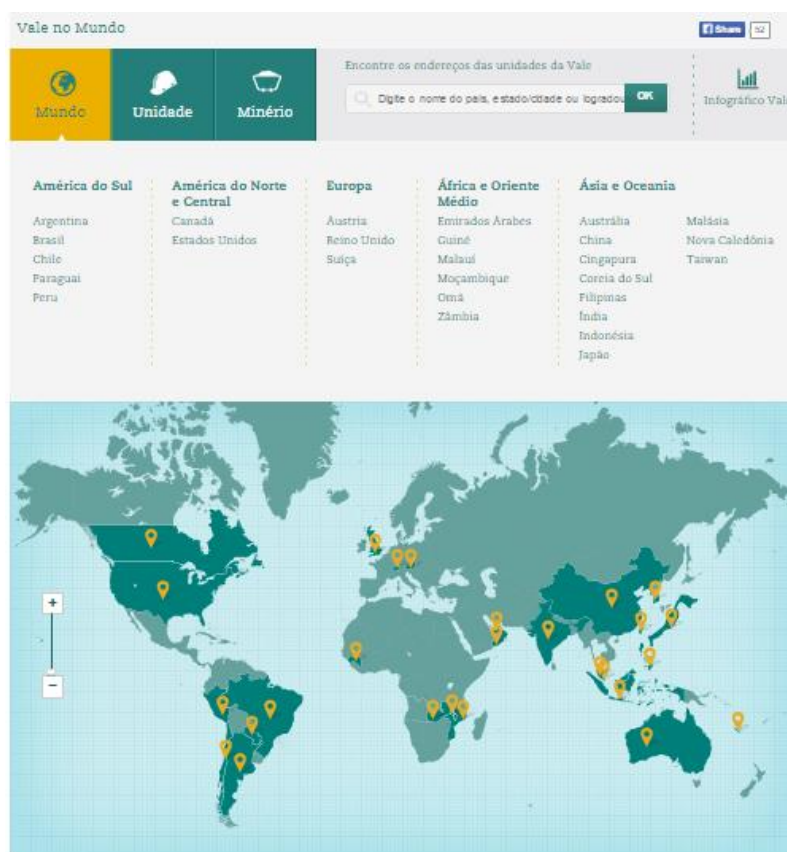 Vale no Mundo
Share 52
Mundo
Unidade
Minério
Encontre os endereços das unidades da Vale
Digite o nome do país, estado/cidade ou logradou
OK
Infográfico Val
América do Sul
Argentina
Brasil
Chile
Paraguai
Peru
América do Norte
e Central
Canadá
Estados Unidos
Europa
Áustria
Reino Unido
Suíça
África e Oriente
Médio
Emirados Árabes
Guiné
Malauí
Moçambique
Omã
Zâmbia
Ásia e Oceania
Austrália
China
Cingapura
Coreia do Sul
Filipinas
Índia
Indonésia
Japão
Malásia
Nova Caledônia
Taiwan
+
−